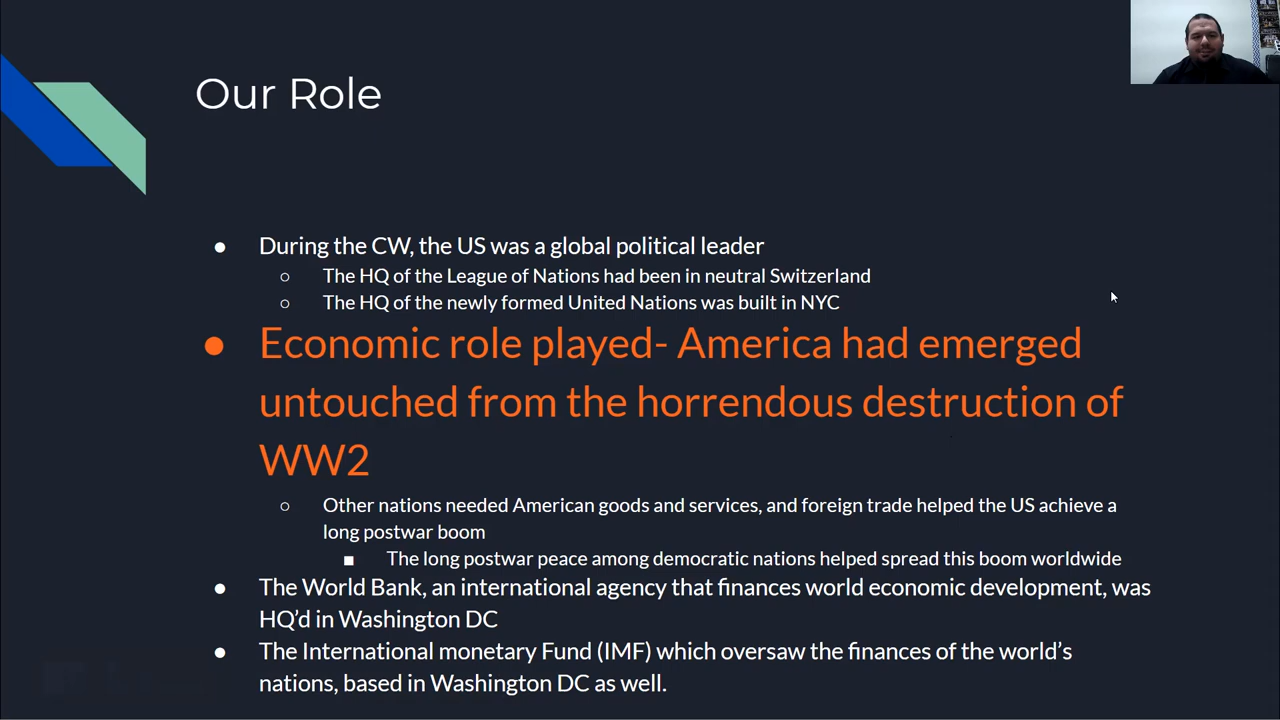 Our Role
During the CW, the US was a global political leader
The HQ of the League of Nations had been in neutral Switzerland
The HQ of the newly formed United Nations was built in NYC
Economic role played- America had emerged
untouched from the horrendous destruction of
WW2
Other nations needed American goods and services, and foreign trade helped the US achieve a
long postwar boom
The long postwar peace among democratic nations helped spread this boom worldwide
The World Bank, an international agency that finances world economic development, was
HQ’d in Washington DC
The International monetary Fund (IMF) which oversaw the finances of the world’s
nations, based in Washington DC as well.